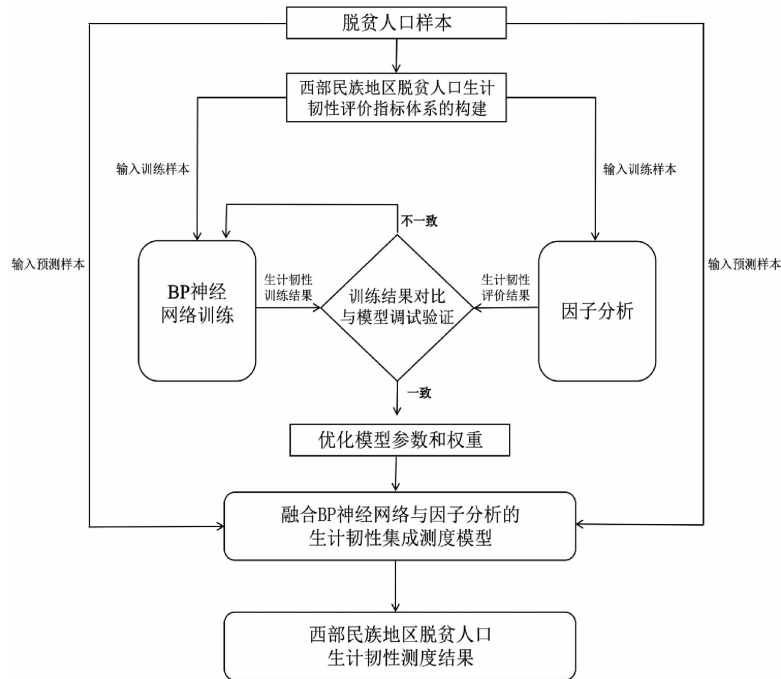 脱贫人口样本
西部民族地区脱贫人口生计
韧性评价指标体系的构建
输入训练样本
输入训练样本
不一致
输入预测样本
BP神经
网络训练
生计韧性
训练结果
训练结果对比
与模型调试验证
生计韧性
评价结果
因子分析
输入预测样本
一致
优化模型参数和权重
融合BP神经网络与因子分析的
生计韧性集成测度模型
西部民族地区脱贫人口
生计韧性测度结果